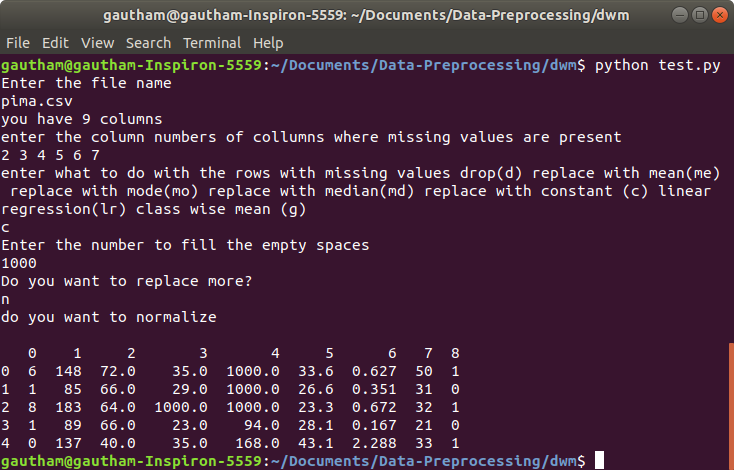 gautham@gautham-Inspiron-5559: ~/Documents/Data-Preprocessing/dwm
File Edit View Search Terminal Help
gautham@gautham-Inspiron-5559:~/Documents/Data-Preprocessing/dwm$ python test.py
Enter the file name
pima.csv
you have 9 columns
enter the column numbers of collumns where missing values are present
2 3 4 5 6 7
enter what to do with the rows with missing values drop(d) replace with mean(me)
 replace with mode(mo) replace with median(md) replace with constant (c) linear
regression(lr) class wise mean (g)
c
Enter the number to fill the empty spaces
1000
Do you want to replace more?
n
do you want to normalize
   0    1     2       3       4     5      6   7  8
0  6  148  72.0    35.0  1000.0  33.6  0.627  50  1
1  1   85  66.0    29.0  1000.0  26.6  0.351  31  0
2  8  183  64.0  1000.0  1000.0  23.3  0.672  32  1
3  1   89  66.0    23.0    94.0  28.1  0.167  21  0
4  0  137  40.0    35.0   168.0  43.1  2.288  33  1
gautham@gautham-Inspiron-5559:~/Documents/Data-Preprocessing/dwm$